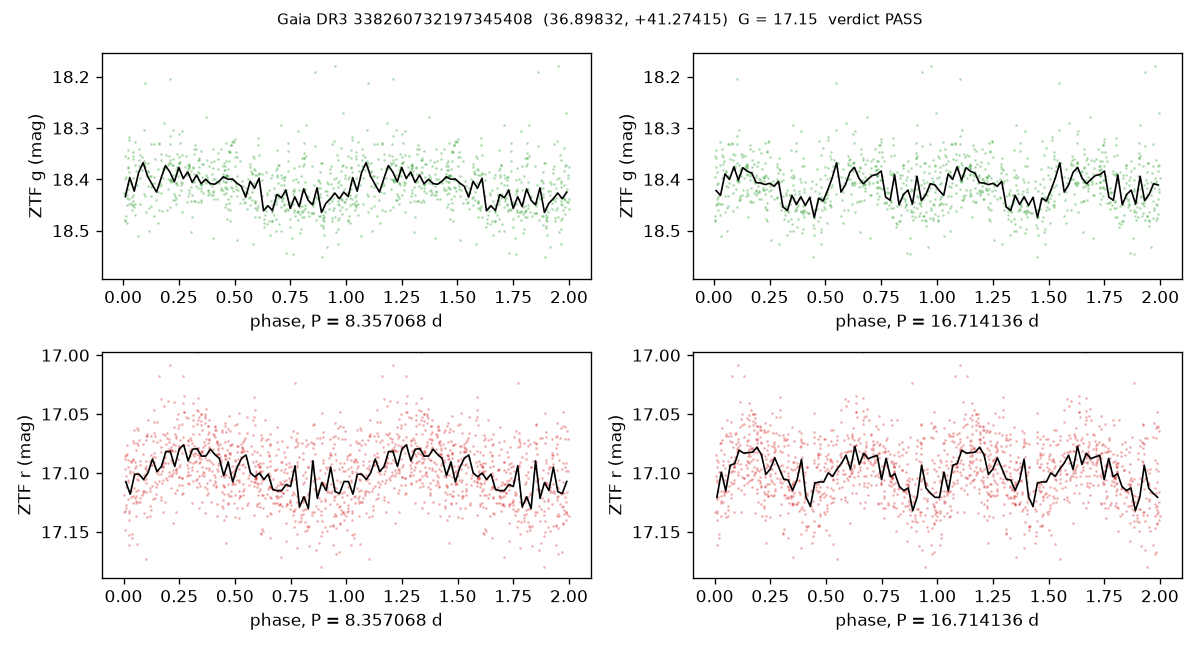 Gaia DR3 338260732197345408 (36.89832, +41.27415) G = 17.15 verdict PASS
ZTF g (mag)
18.2
18.3
18.4
18.5
0.00 0.25 0.50 0.75 1.00 1.25 1.50 1.75 2.00
phase, P = 8.357068 d
ZTF g (mag)
18.2
18.3
18.4
18.5
0.00 0.25 0.50 0.75 1.00 1.25 1.50 1.75 2.00
phase, P = 16.714136 d
ZTF r (mag)
17.00
17.05
17.10
17.15
0.00 0.25 0.50 0.75 1.00 1.25 1.50 1.75 2.00
phase, P = 8.357068 d
ZTF r (mag)
17.00
17.05
17.10
17.15
0.00 0.25 0.50 0.75 1.00 1.25 1.50 1.75 2.00
phase, P = 16.714136 d